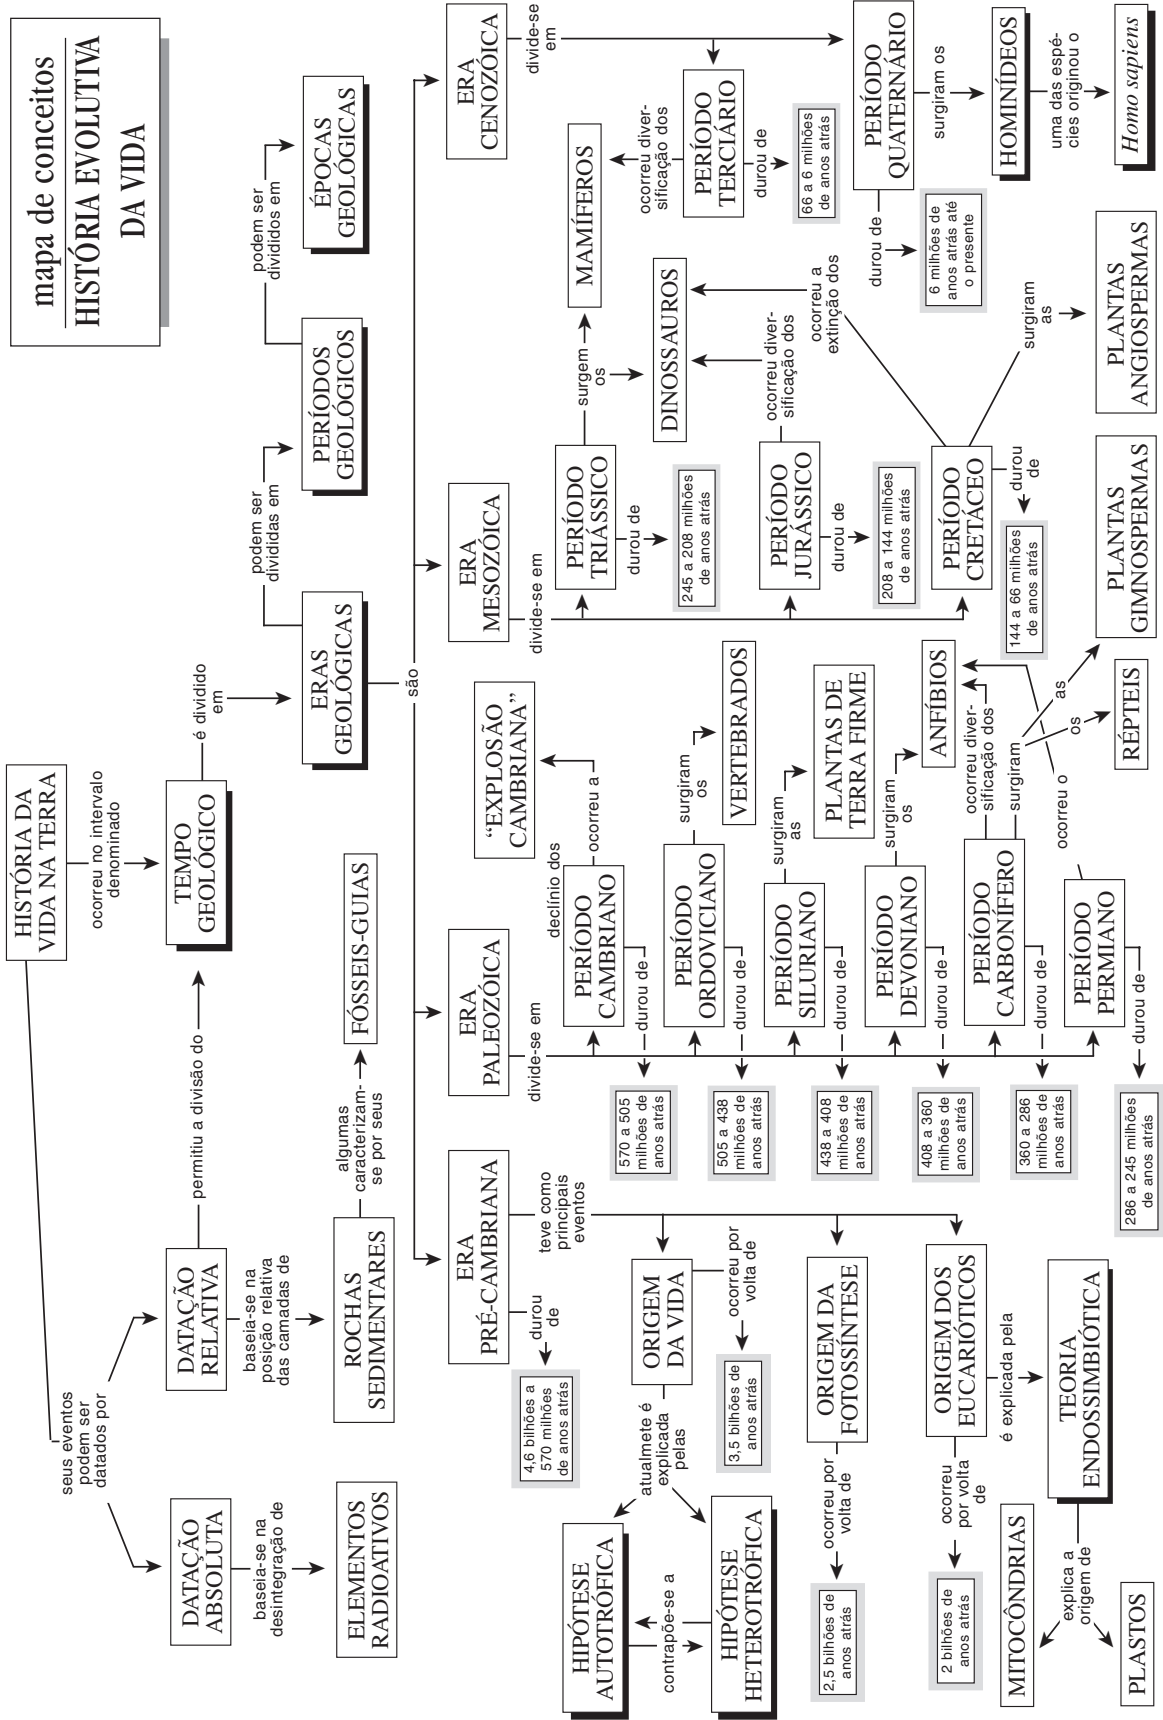 mapa de conceitos
HISTÓRIA EVOLUTIVA
DA VIDA
HISTÓRIA DA
VIDA NA TERRA
ocorreu no intervalo
denominado
TEMPO
GEOLÓGICO
é dividido
em
ERAS
GEOLÓGICAS
podem ser
divididas em
PERÍODOS
GEOLÓGICOS
podem ser
divididos em
ÉPOCAS
GEOLÓGICAS
seus eventos
podem ser
datados por
DATAÇÃO
ABSOLUTA
baseia-se na
desintegração de
ELEMENTOS
RADIOATIVOS
DATAÇÃO
RELATIVA
permitiu a divisão do
baseia-se na
posição relativa
das camadas de
ROCHAS
SEDIMENTARES
algumas
caracterizam-
se por seus
FÓSSEIS-GUIAS
são
ERA
PRÉ-CAMBRIANA
durou
de
4,6 bilhões a
570 milhões
de anos atrás
teve como
principais
eventos
ORIGEM
DA VIDA
ocorreu por
volta de
3,5 bilhões de
anos atrás
atualmete é
explicada
pelas
HIPÓTESE
AUTOTRÓFICA
contrapõe-se a
HIPÓTESE
HETEROTRÓFICA
ORIGEM DA
FOTOSSÍNTESE
ocorreu por
volta de
2,5 bilhões de
anos atrás
ORIGEM DOS
EUCARIÓTICOS
ocorreu
por volta
de
2 bilhões de
anos atrás
é explicada pela
TEORIA
ENDOSSIMBIÓTICA
explica a
origem de
MITOCÔNDRIAS
PLASTOS
ERA
PALEOZÓICA
divide-se em
PERÍODO
CAMBRIANO
durou de
570 a 505
milhões de
anos atrás
ocorreu a
“EXPLOSÃO
CAMBRIANA”
declínio dos
PERÍODO
ORDOVICIANO
durou de
505 a 438
milhões de
anos atrás
surgiram
os
VERTEBRADOS
PERÍODO
SILURIANO
durou de
438 a 408
milhões de
anos atrás
surgiram
as
PLANTAS DE
TERRA FIRME
PERÍODO
DEVONIANO
durou de
408 a 360
milhões de
anos atrás
surgiram
os
ANFÍBIOS
PERÍODO
CARBONÍFERO
durou de
360 a 286
milhões de
anos atrás
ocorreu diver-
sificação dos
surgiram
as
os
PLANTAS
GIMNOSPERMAS
RÉPTEIS
PERÍODO
PERMIANO
durou de
286 a 245 milhões
de anos atrás
ocorreu o
ERA
MESOZÓICA
divide-se em
PERÍODO
TRIÁSSICO
durou de
245 a 208 milhões
de anos atrás
surgem
os
MAMÍFEROS
DINOSSAUROS
PERÍODO
JURÁSSICO
durou de
208 a 144 milhões
de anos atrás
ocorreu diver-
sificação dos
PERÍODO
CRETÁCEO
durou
de
144 a 66 milhões
de anos atrás
ocorreu a
extinção dos
surgiram
as
PLANTAS
ANGIOSPERMAS
ERA
CENOZÓICA
divide-se
em
PERÍODO
TERCIÁRIO
ocorreu diver-
sificação dos
durou de
66 a 6 milhões
de anos atrás
PERÍODO
QUATERNÁRIO
durou de
6 milhões de
anos atrás até
o presente
surgiram os
HOMINÍDEOS
uma das espé-
cies originou o
Homo sapiens